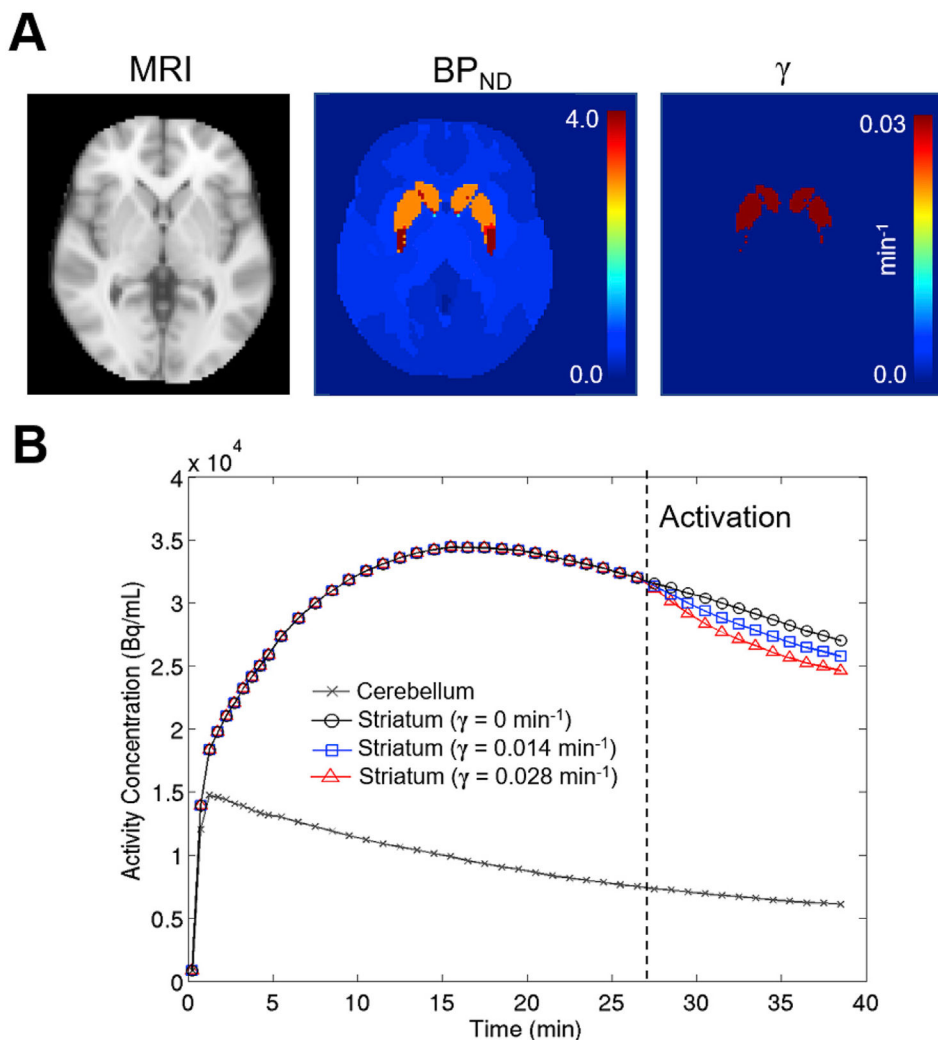 A
MRI
BP_ND
γ
4.0
0.0
0.03
min⁻¹
0.0
B
x 10⁴
4
3.5
3
2.5
2
1.5
1
0.5
0
Activity Concentration (Bq/mL)
Activation
Cerebellum
Striatum (γ = 0 min⁻¹)
Striatum (γ = 0.014 min⁻¹)
Striatum (γ = 0.028 min⁻¹)
0 5 10 15 20 25 30 35 40
Time (min)